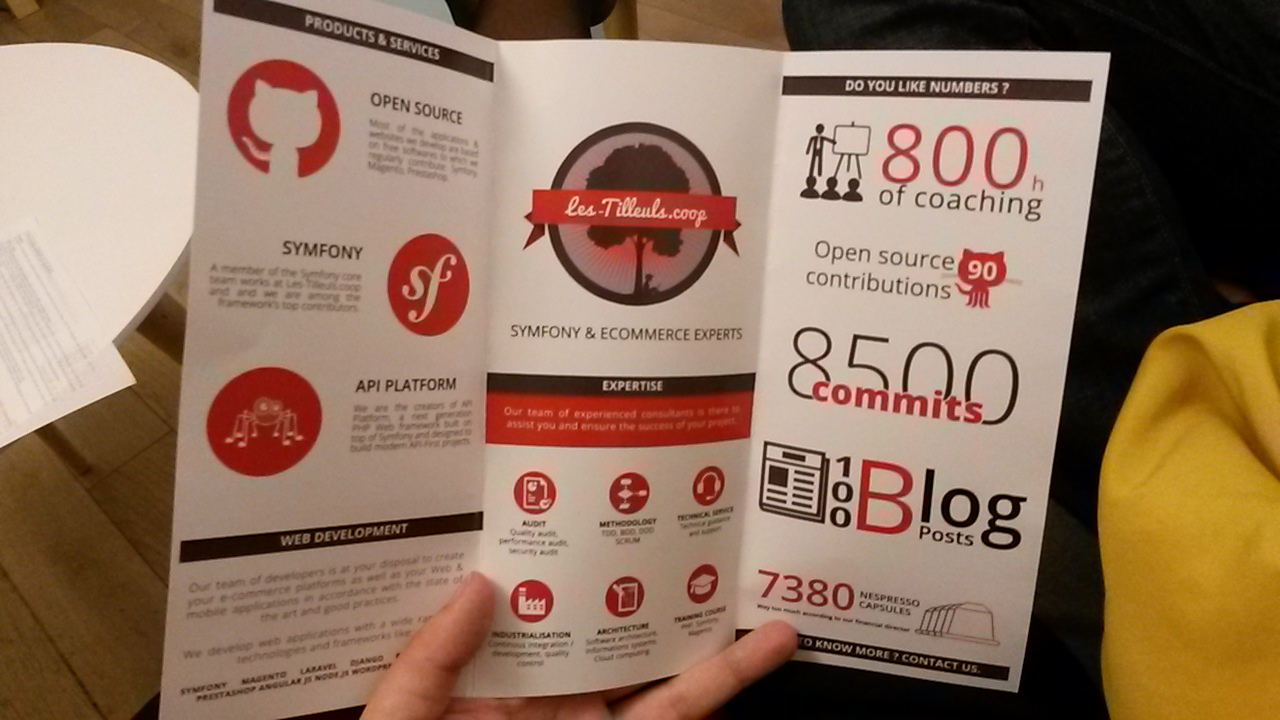 PRODUCTS & SERVICES
OPEN SOURCE
Most of the applications &
websites we develop are based
on free softwares to which we
regularly contribute: Symfony
Magento, Prestashop.
SYMFONY
A member of the Symfony core
team works at Les-Tilleuls.coop
and and we are among the
framework's top contributors.
API PLATFORM
We are the creators of API
Platform, a next generation
PHP Web framework built on
top of Symfony and designed to
build modern API-First projects.
WEB DEVELOPMENT
Our team of developers is at your disposal to create
your e-commerce platforms as well as your Web &
mobile applications in accordance with the state of
the art and good practices.
We develop web applications with a wide
technologies and frameworks
SYMFONY MAGENTO LARAVEL DJANGO
PRESTASHOP ANGULAR JS NODE.JS
Les-Tilleuls.coop
SYMFONY & ECOMMERCE EXPERTS
EXPERTISE
Our team of experienced consultants is there to
assist you and ensure the success of your project.
AUDIT
Quality audit,
performance audit,
security audit
METHODOLOGY
TDD, BDD, DDD
SCRUM
TECHNICAL SERVICE
Technical guidance
and support
INDUSTRIALISATION
Continous integration /
development, quality
control
ARCHITECTURE
Software architecture,
Informations systems,
Cloud computing
TRAINING COURSE
PHP, Symfony,
Magento
DO YOU LIKE NUMBERS ?
800 h
of coaching
Open source
contributions
90
8500
commits
100 Blog
Posts
7380 NESPRESSO
CAPSULES
Way too much according to our financial director
TO KNOW MORE ? CONTACT US.